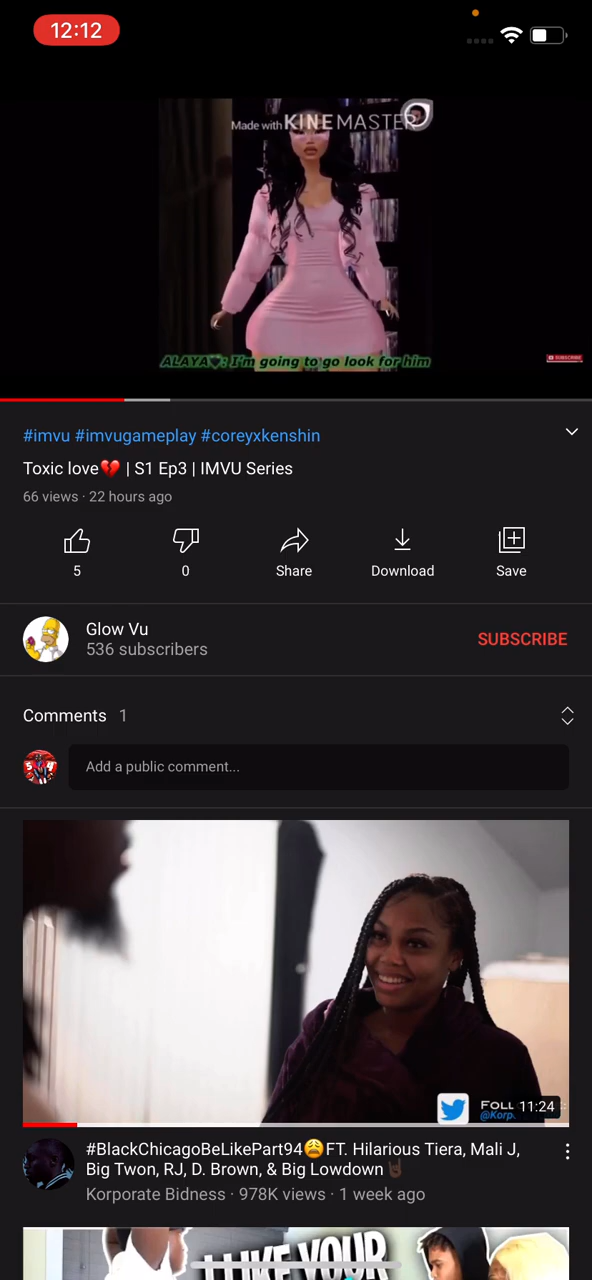 12:12
Made with KINEMASTER
ALAYA🖤: I'm going to go look for him
SUBSCRIBE
#imvu #imvugameplay #coreyxkenshin
Toxic love💔 | S1 Ep3 | IMVU Series
66 views · 22 hours ago
5
0
Share
Download
Save
Glow Vu
536 subscribers
SUBSCRIBE
Comments 1
Add a public comment...
FOLL
@Korp.
11:24
#BlackChicagoBeLikePart94😩FT. Hilarious Tiera, Mali J,
Big Twon, RJ, D. Brown, & Big Lowdown🤘🏿
Korporate Bidness · 978K views · 1 week ago
I LIKE YOUR